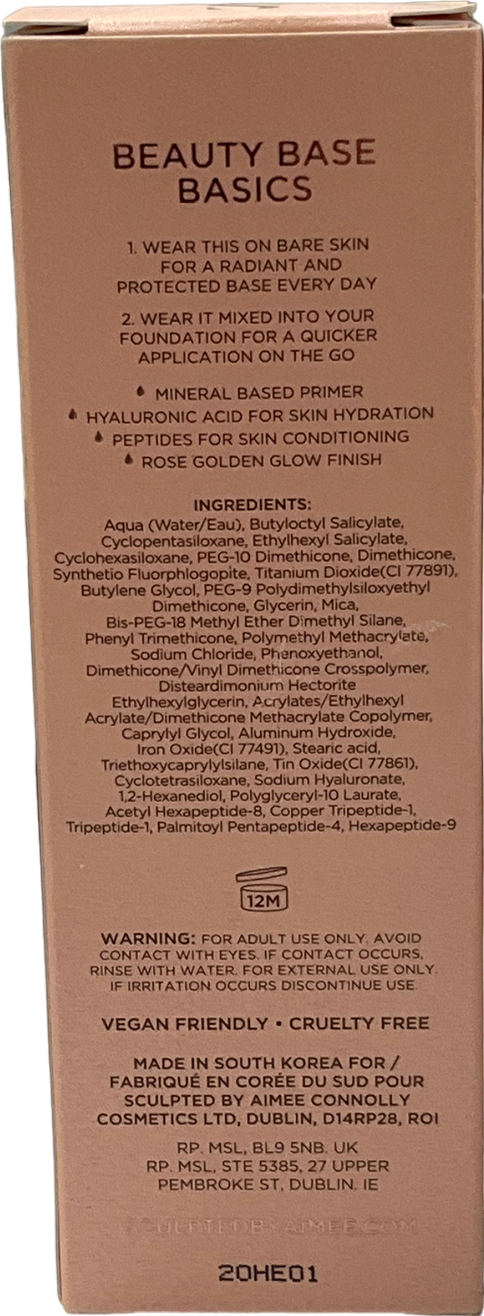 BEAUTY BASE
BASICS
1. WEAR THIS ON BARE SKIN
FOR A RADIANT AND
PROTECTED BASE EVERY DAY
2. WEAR IT MIXED INTO YOUR
FOUNDATION FOR A QUICKER
APPLICATION ON THE GO
MINERAL BASED PRIMER
HYALURONIC ACID FOR SKIN HYDRATION
PEPTIDES FOR SKIN CONDITIONING
ROSE GOLDEN GLOW FINISH
INGREDIENTS:
Aqua (Water/Eau), Butyloctyl Salicylate,
Cyclopentasiloxane, Ethylhexyl Salicylate,
Cyclohexasiloxane, PEG-10 Dimethicone, Dimethicone,
Synthetio Fluorphlogopite, Titanium Dioxide(CI 77891),
Butylene Glycol, PEG-9 Polydimethylsiloxyethyl
Dimethicone, Glycerin, Mica,
Bis-PEG-18 Methyl Ether Dimethyl Silane,
Phenyl Trimethicone, Polymethyl Methacrylate,
Sodium Chloride, Phenoxyethanol,
Dimethicone/Vinyl Dimethicone Crosspolymer,
Disteardimonium Hectorite
Ethylhexylglycerin, Acrylates/Ethylhexyl
Acrylate/Dimethicone Methacrylate Copolymer,
Caprylyl Glycol, Aluminum Hydroxide,
Iron Oxide(CI 77491), Stearic acid,
Triethoxycaprylylsilane, Tin Oxide(CI 77861),
Cyclotetrasiloxane, Sodium Hyaluronate,
1,2-Hexanediol, Polyglyceryl-10 Laurate,
Acetyl Hexapeptide-8, Copper Tripeptide-1,
Tripeptide-1, Palmitoyl Pentapeptide-4, Hexapeptide-9
12M
WARNING: FOR ADULT USE ONLY. AVOID
CONTACT WITH EYES. IF CONTACT OCCURS,
RINSE WITH WATER. FOR EXTERNAL USE ONLY.
IF IRRITATION OCCURS DISCONTINUE USE.
VEGAN FRIENDLY • CRUELTY FREE
MADE IN SOUTH KOREA FOR /
FABRIQUÉ EN CORÉE DU SUD POUR
SCULPTED BY AIMEE CONNOLLY
COSMETICS LTD, DUBLIN, D14RP28, ROI
RP. MSL, BL9 5NB. UK
RP. MSL, STE 5385, 27 UPPER
PEMBROKE ST, DUBLIN. IE
SCULPTEDBYAIMEE.COM
20HE01